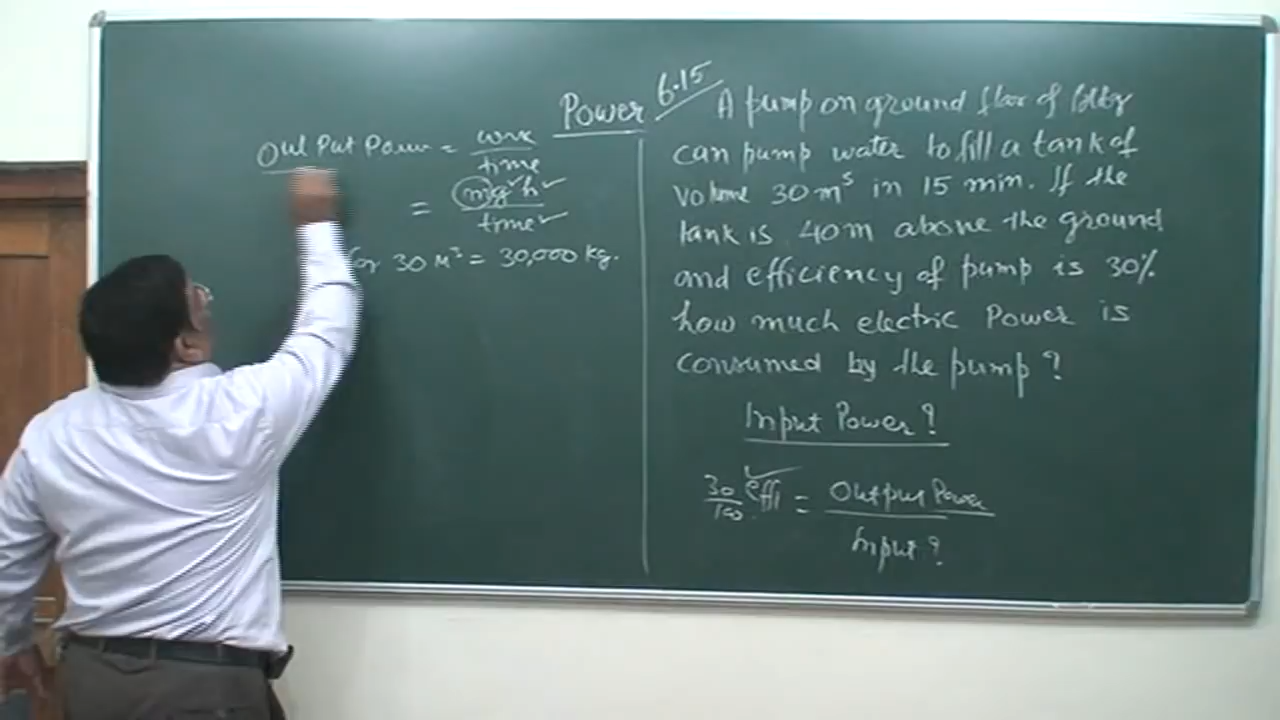 Power
Out Put Power = work
time
= mgh
time
for 30 M³ = 30,000 kg.
6.15
A pump on ground floor of bldg
can pump water to fill a tank of
volume 30 m³ in 15 min. If the
tank is 40m above the ground
and efficiency of pump is 30%
how much electric Power is
consumed by the pump?
Input Power?
30/100 effi = Output Power
Input?